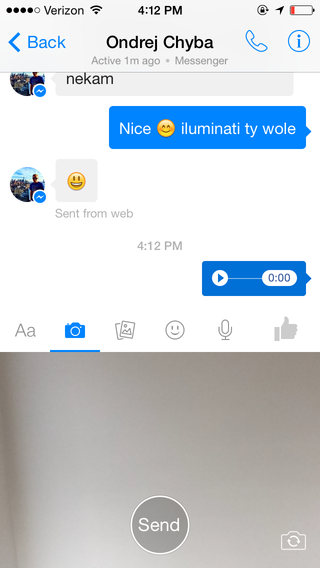 Verizon 4:12 PM
Back Ondrej Chyba
Active 1m ago • Messenger
nekam
Nice 😊 iluminati ty wole
😃
Sent from web
4:12 PM
0:00
Aa
Send